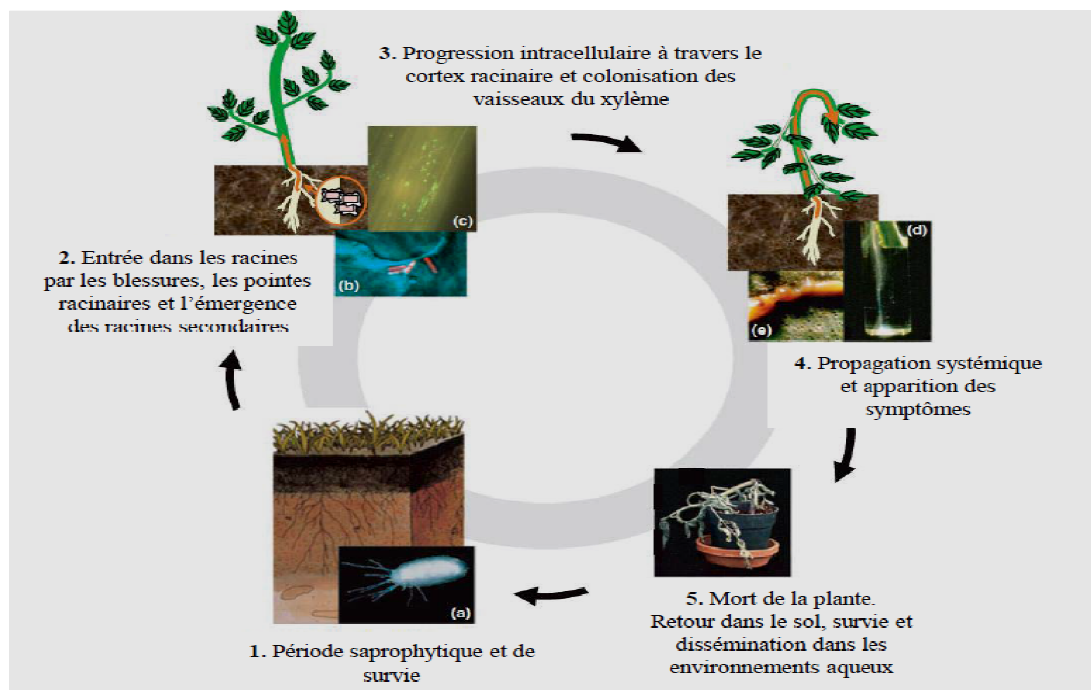 3. Progression intracellulaire à travers le
cortex racinaire et colonisation des
vaisseaux du xylème
(c)
(b)
2. Entrée dans les racines
par les blessures, les pointes
racinaires et l'émergence
des racines secondaires
(d)
(e)
4. Propagation systémique
et apparition des
symptômes
(a)
1. Période saprophytique et de
survie
5. Mort de la plante.
Retour dans le sol, survie et
dissémination dans les
environnements aqueux